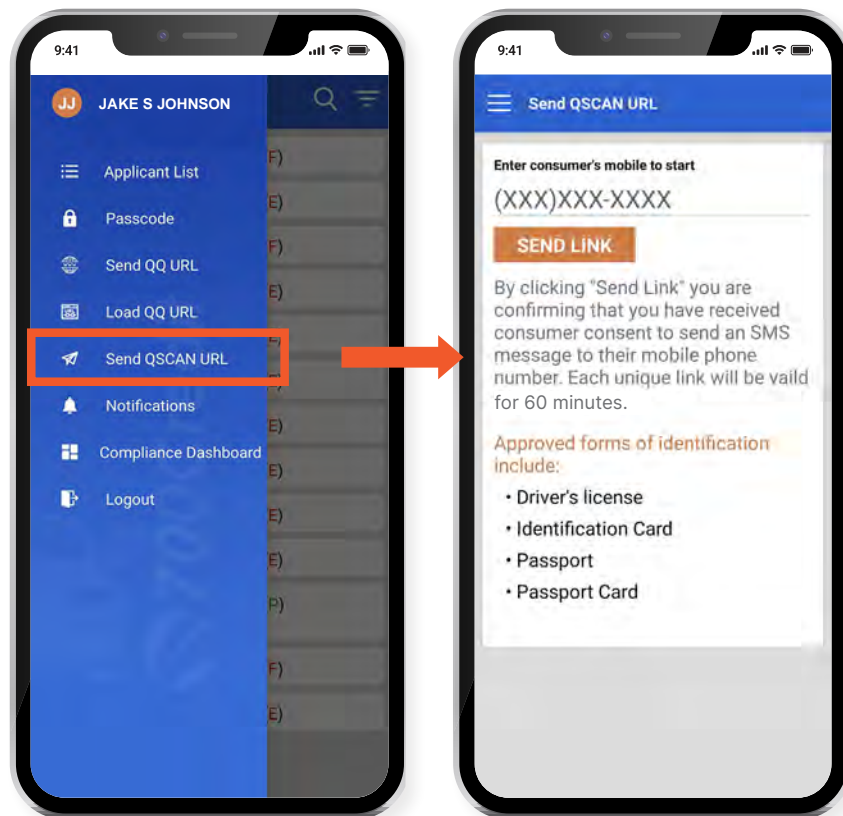 9:41
JJ JAKE S JOHNSON
Applicant List
Passcode
Send QQ URL
Load QQ URL
Send QSCAN URL
Notifications
Compliance Dashboard
Logout
F)
E)
F)
E)
E)
E)
E)
E)
E)
E)
P)
F)
E)
9:41
Send QSCAN URL
Enter consumer's mobile to start
(XXX)XXX-XXXX
SEND LINK
By clicking "Send Link" you are
confirming that you have received
consumer consent to send an SMS
message to their mobile phone
number. Each unique link will be vaild
for 60 minutes.
Approved forms of identification
include:
• Driver's license
• Identification Card
• Passport
• Passport Card